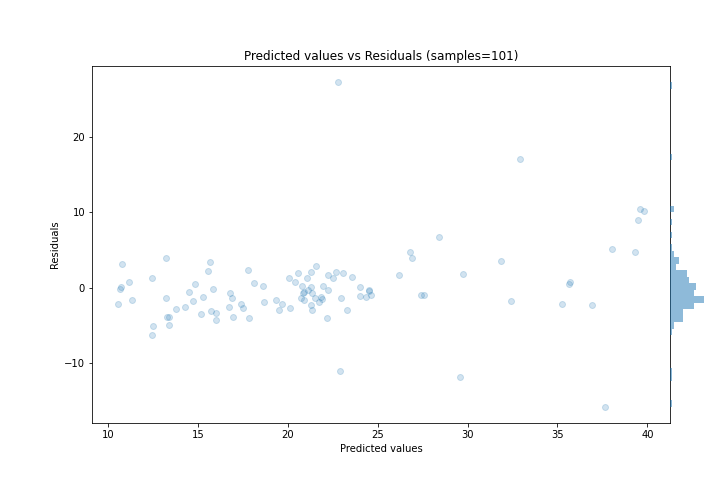 Predicted values vs Residuals (samples=101)
20
10
0
−10
Residuals
10 15 20 25 30 35 40
Predicted values